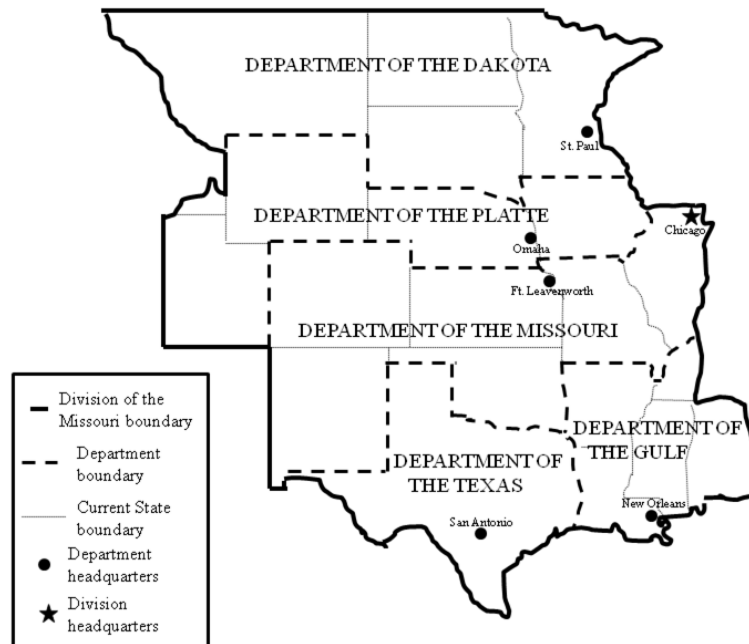 DEPARTMENT OF THE DAKOTA
St. Paul
DEPARTMENT OF THE PLATTE
Chicago
Omaha
Ft. Leavenworth
DEPARTMENT OF THE MISSOURI
DEPARTMENT OF
THE GULF
DEPARTMENT OF
THE TEXAS
New Orleans
San Antonio
Division of the
Missouri boundary
Department
boundary
Current State
boundary
Department
headquarters
Division
headquarters